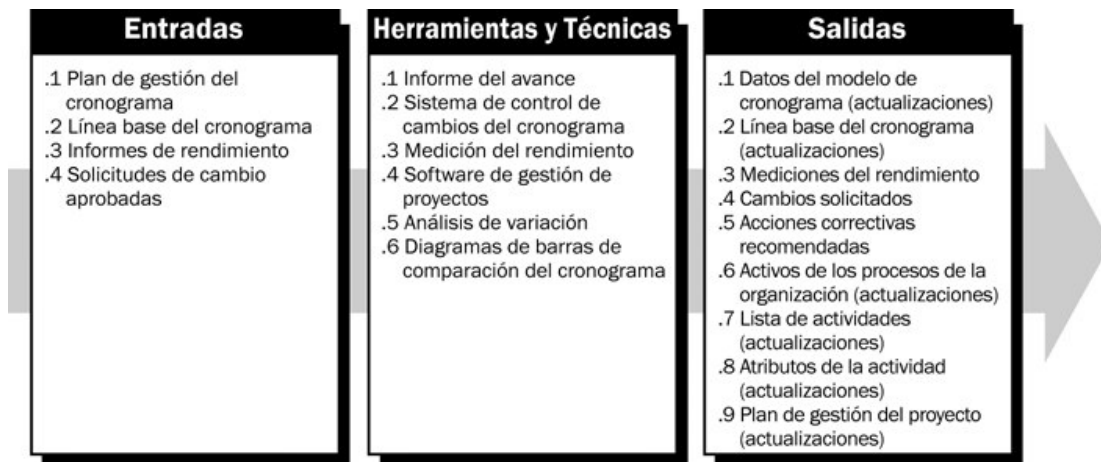 Entradas
.1 Plan de gestión del
cronograma
.2 Línea base del cronograma
.3 Informes de rendimiento
.4 Solicitudes de cambio
aprobadas
Herramientas y Técnicas
.1 Informe del avance
.2 Sistema de control de
cambios del cronograma
.3 Medición del rendimiento
.4 Software de gestión de
proyectos
.5 Análisis de variación
.6 Diagramas de barras de
comparación del cronograma
Salidas
.1 Datos del modelo de
cronograma (actualizaciones)
.2 Línea base del cronograma
(actualizaciones)
.3 Mediciones del rendimiento
.4 Cambios solicitados
.5 Acciones correctivas
recomendadas
.6 Activos de los procesos de la
organización (actualizaciones)
.7 Lista de actividades
(actualizaciones)
.8 Atributos de la actividad
(actualizaciones)
.9 Plan de gestión del proyecto
(actualizaciones)